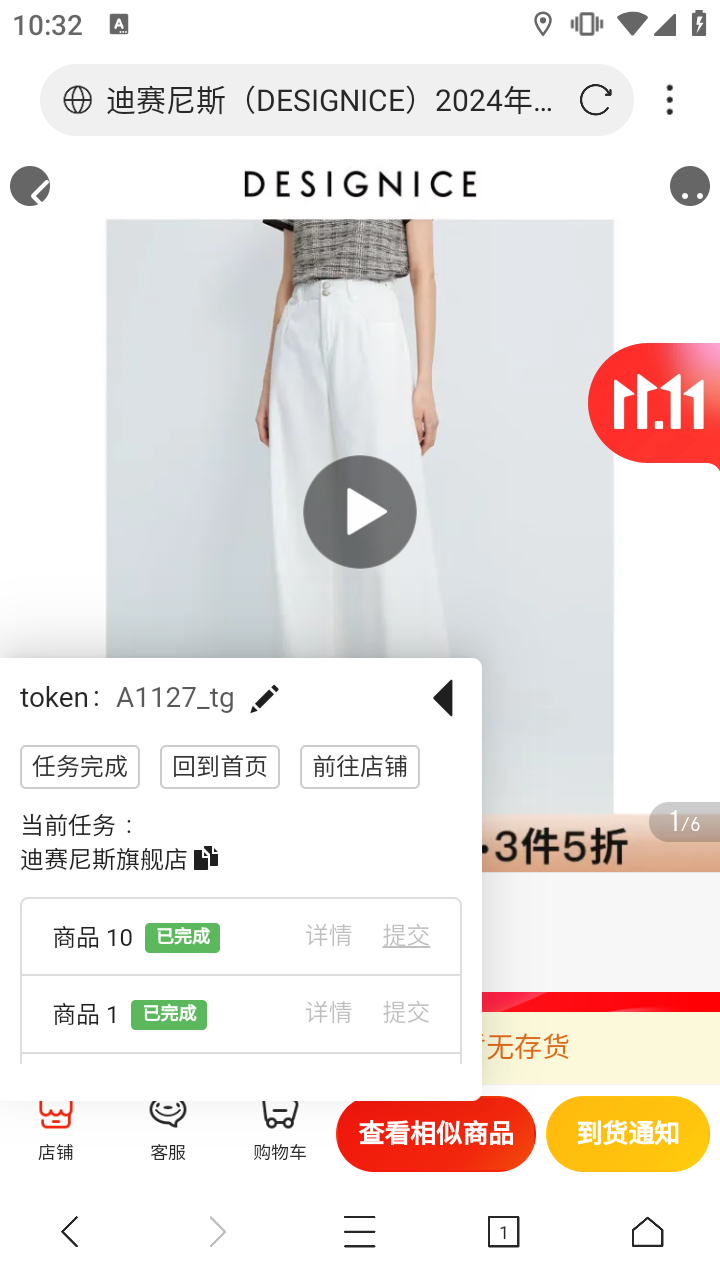 10:32
A
迪赛尼斯（DESIGNICE）2024年...
DESIGNICE
11.11
token： A1127_tg
任务完成 回到首页 前往店铺
当前任务：
迪赛尼斯旗舰店
1/6
·3件5折
商品 10 已完成 详情 提交
商品 1 已完成 详情 提交
无存货
店铺 客服 购物车 查看相似商品 到货通知
1